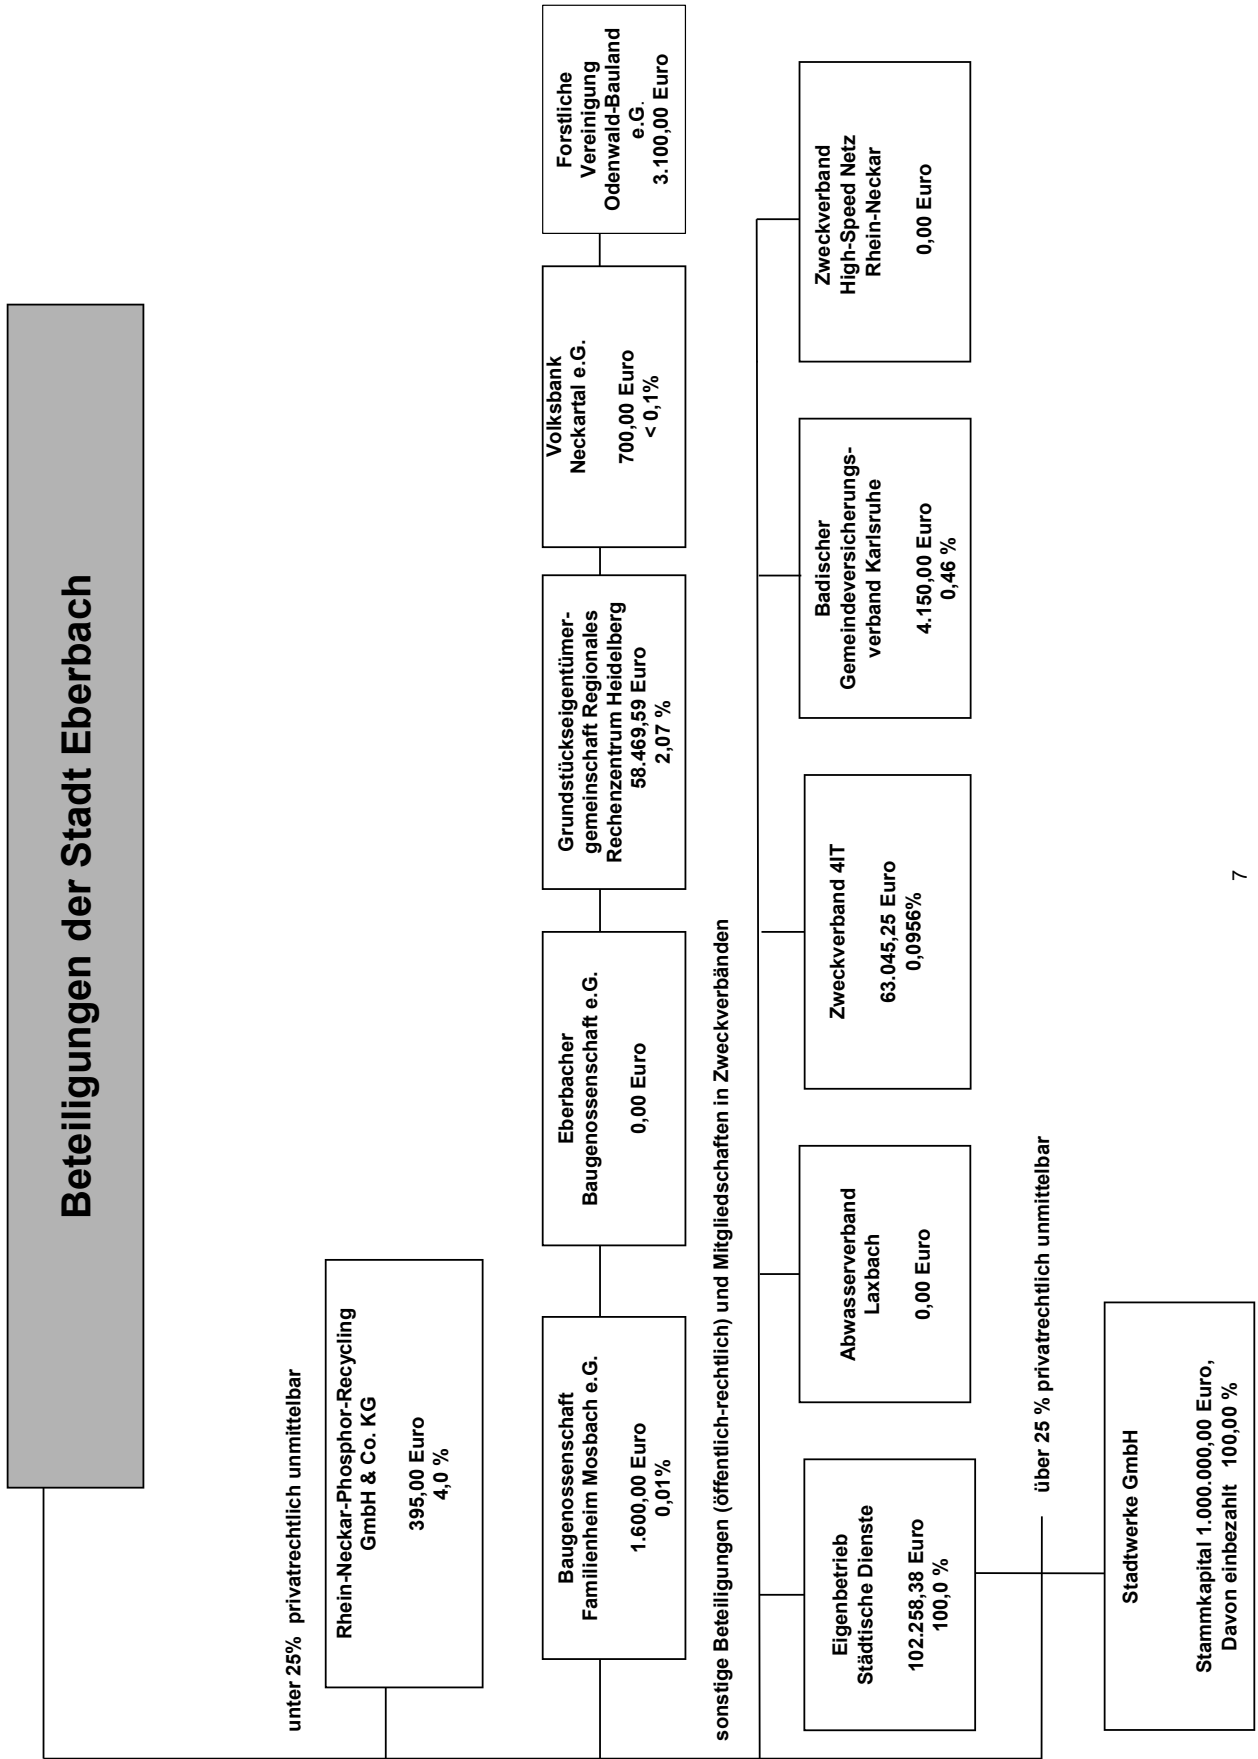 Beteiligungen der Stadt Eberbach
unter 25%  privatrechtlich unmittelbar
Rhein-Neckar-Phosphor-Recycling
GmbH & Co. KG
395,00 Euro
4,0 %
Baugenossenschaft
Familienheim Mosbach e.G.
1.600,00 Euro
0,01%
Eberbacher
Baugenossenschaft e.G.
0,00 Euro
Grundstückseigentümer-
gemeinschaft Regionales
Rechenzentrum Heidelberg
58.469,59 Euro
2,07 %
Volksbank
Neckartal e.G.
700,00 Euro
< 0,1%
Forstliche
Vereinigung
Odenwald-Bauland
e.G.
3.100,00 Euro
sonstige Beteiligungen (öffentlich-rechtlich) und Mitgliedschaften in Zweckverbänden
Eigenbetrieb
Städtische Dienste
102.258,38 Euro
100,0 %
Abwasserverband
Laxbach
0,00 Euro
Zweckverband 4IT
63.045,25 Euro
0,0956%
Badischer
Gemeindeversicherungs-
verband Karlsruhe
4.150,00 Euro
0,46 %
Zweckverband
High-Speed Netz
Rhein-Neckar
0,00 Euro
über 25 % privatrechtlich unmittelbar
Stadtwerke GmbH
Stammkapital 1.000.000,00 Euro,
Davon einbezahlt   100,00 %
7